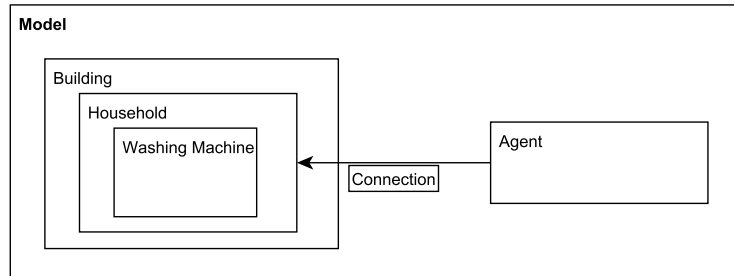 Model
Building
Household
Washing Machine
Agent
Connection